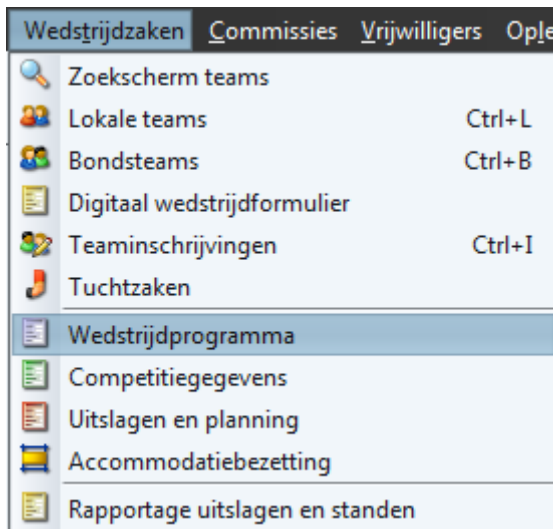 Wedstrijdzaken Commissies Vrijwilligers Ople
Zoekscherm teams
Lokale teams Ctrl+L
Bondsteams Ctrl+B
Digitaal wedstrijdformulier
Teaminschrijvingen Ctrl+I
Tuchtzaken
Wedstrijdprogramma
Competitiegegevens
Uitslagen en planning
Accommodatiebezetting
Rapportage uitslagen en standen